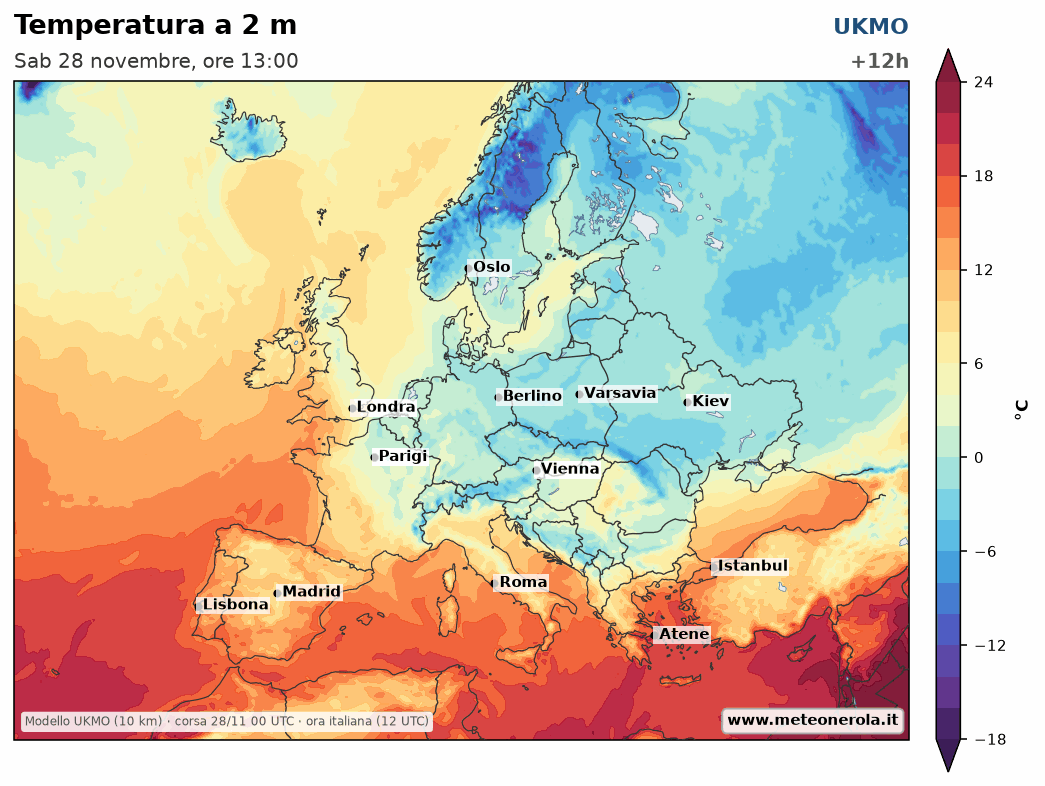 Temperatura a 2 m
UKMO
Sab 28 novembre, ore 13:00
+12h
24
18
12
6
0
−6
−12
−18
°C
Oslo
Londra
Berlino
Varsavia
Kiev
Parigi
Vienna
Istanbul
Roma
Madrid
Lisbona
Atene
Modello UKMO (10 km) · corsa 28/11 00 UTC · ora italiana (12 UTC)
www.meteonerola.it